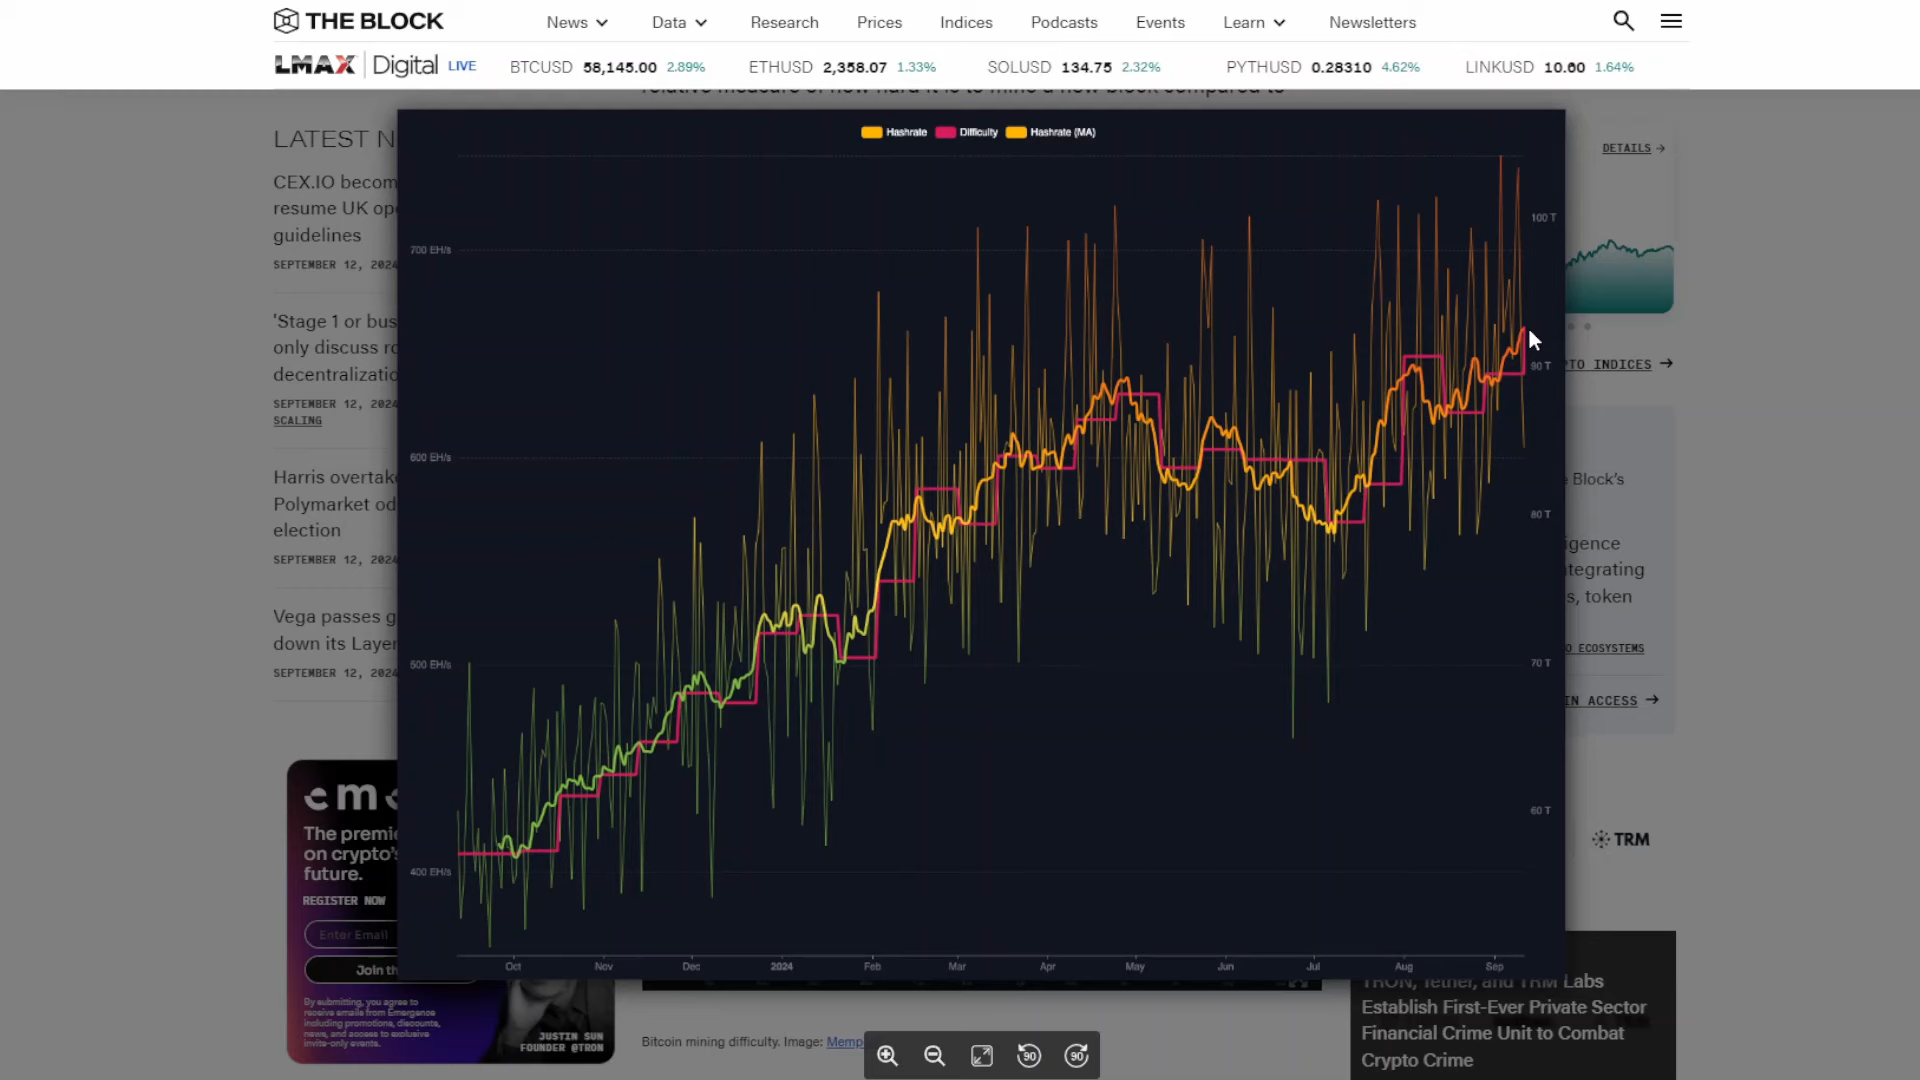 THE BLOCK
News
Data
Research
Prices
Indices
Podcasts
Events
Learn
Newsletters
LMAX Digital LIVE
BTCUSD 58,145.00 2.89%
ETHUSD 2,358.07 1.33%
SOLUSD 134.75 2.32%
PYTHUSD 0.28310 4.62%
LINKUSD 10.60 1.64%
relative measure of how hard it is to mine a new block compared to
LATEST N
CEX.IO becom
resume UK op
guidelines
SEPTEMBER 12, 2024
'Stage 1 or bus
only discuss ro
decentralizatio
SEPTEMBER 12, 2024
SCALING
Harris overtak
Polymarket od
election
SEPTEMBER 12, 2024
Vega passes g
down its Layer
SEPTEMBER 12, 2024
Hashrate
Difficulty
Hashrate (MA)
700 EH/s
600 EH/s
500 EH/s
400 EH/s
100 T
90 T
80 T
70 T
60 T
Oct
Nov
Dec
2024
Feb
Mar
Apr
May
Jun
Jul
Aug
Sep
DETAILS
TO INDICES
e Block's
igence
ntegrating
s, token
O ECOSYSTEMS
IN ACCESS
TRM
eme
The premie
on crypto's
future.
REGISTER NOW
Enter Email
Join th
By submitting, you agree to
receive emails from Emergence
including promotions, discounts,
news, and access to exclusive
invite-only events.
JUSTIN SUN
FOUNDER @TRON
Bitcoin mining difficulty. Image: Memp
90
90
TRON, Tether, and TRM Labs
Establish First-Ever Private Sector
Financial Crime Unit to Combat
Crypto Crime